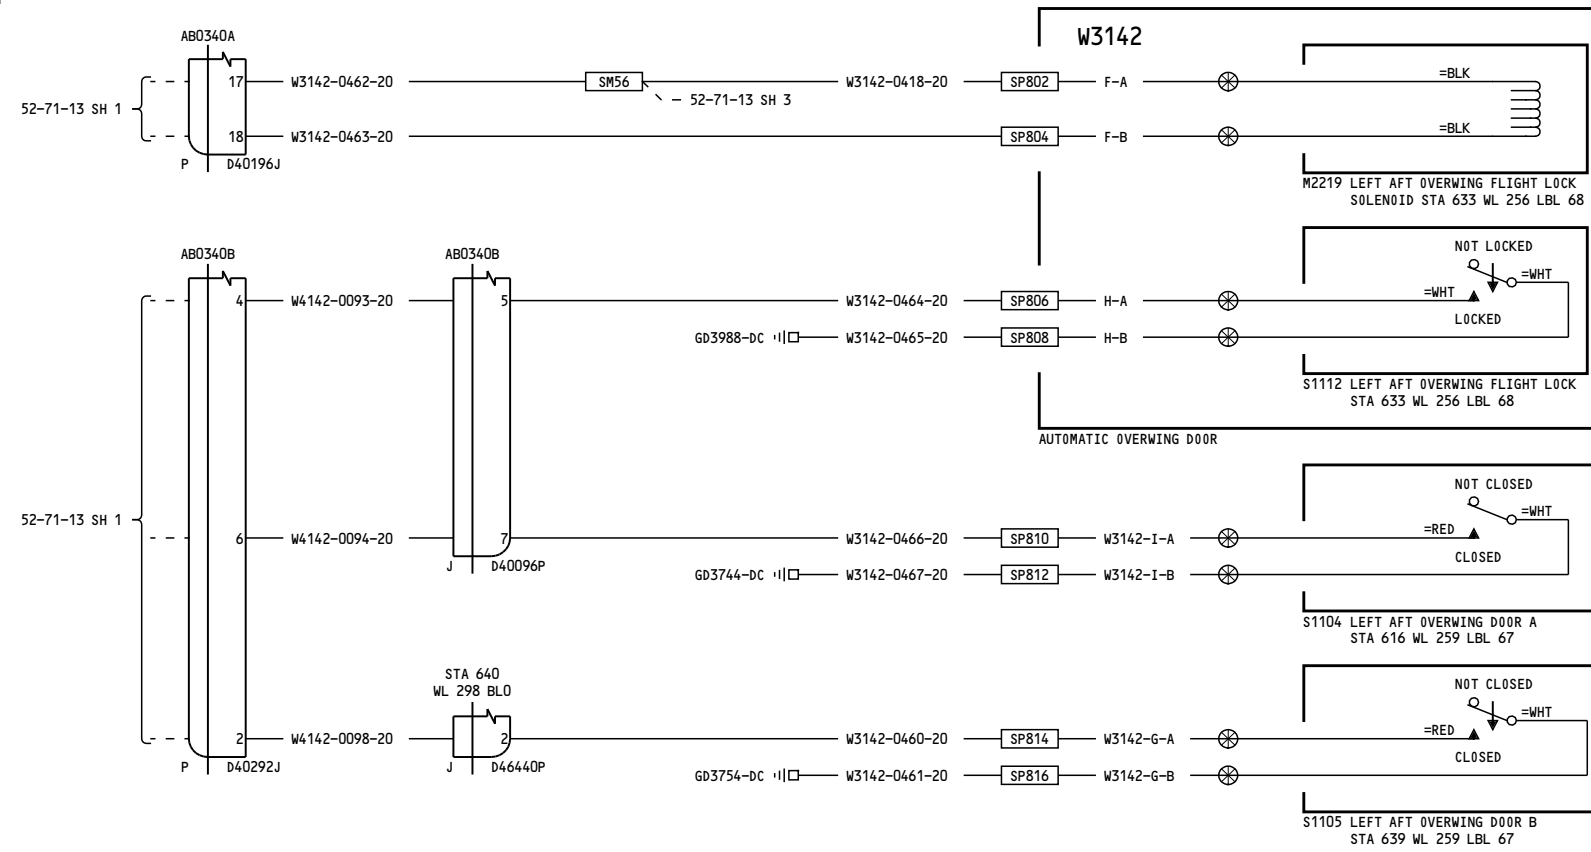 W3142
AB0340A
17 W3142-0462-20 SM56 W3142-0418-20 SP802 F-A =BLK
52-71-13 SH 1
52-71-13 SH 3
18 W3142-0463-20 SP804 F-B =BLK
P D40196J
M2219 LEFT AFT OVERWING FLIGHT LOCK
SOLENOID STA 633 WL 256 LBL 68
AB0340B AB0340B
NOT LOCKED
=WHT
4 W4142-0093-20 5 W3142-0464-20 SP806 H-A =WHT
LOCKED
GD3988-DC W3142-0465-20 SP808 H-B
S1112 LEFT AFT OVERWING FLIGHT LOCK
STA 633 WL 256 LBL 68
AUTOMATIC OVERWING DOOR
NOT CLOSED
=WHT
52-71-13 SH 1
6 W4142-0094-20 7 W3142-0466-20 SP810 W3142-I-A =RED
CLOSED
J D40096P
GD3744-DC W3142-0467-20 SP812 W3142-I-B
S1104 LEFT AFT OVERWING DOOR A
STA 616 WL 259 LBL 67
STA 640
WL 298 BL0
NOT CLOSED
=WHT
2 W4142-0098-20 2 W3142-0460-20 SP814 W3142-G-A =RED
CLOSED
P D40292J J D46440P
GD3754-DC W3142-0461-20 SP816 W3142-G-B
S1105 LEFT AFT OVERWING DOOR B
STA 639 WL 259 LBL 67